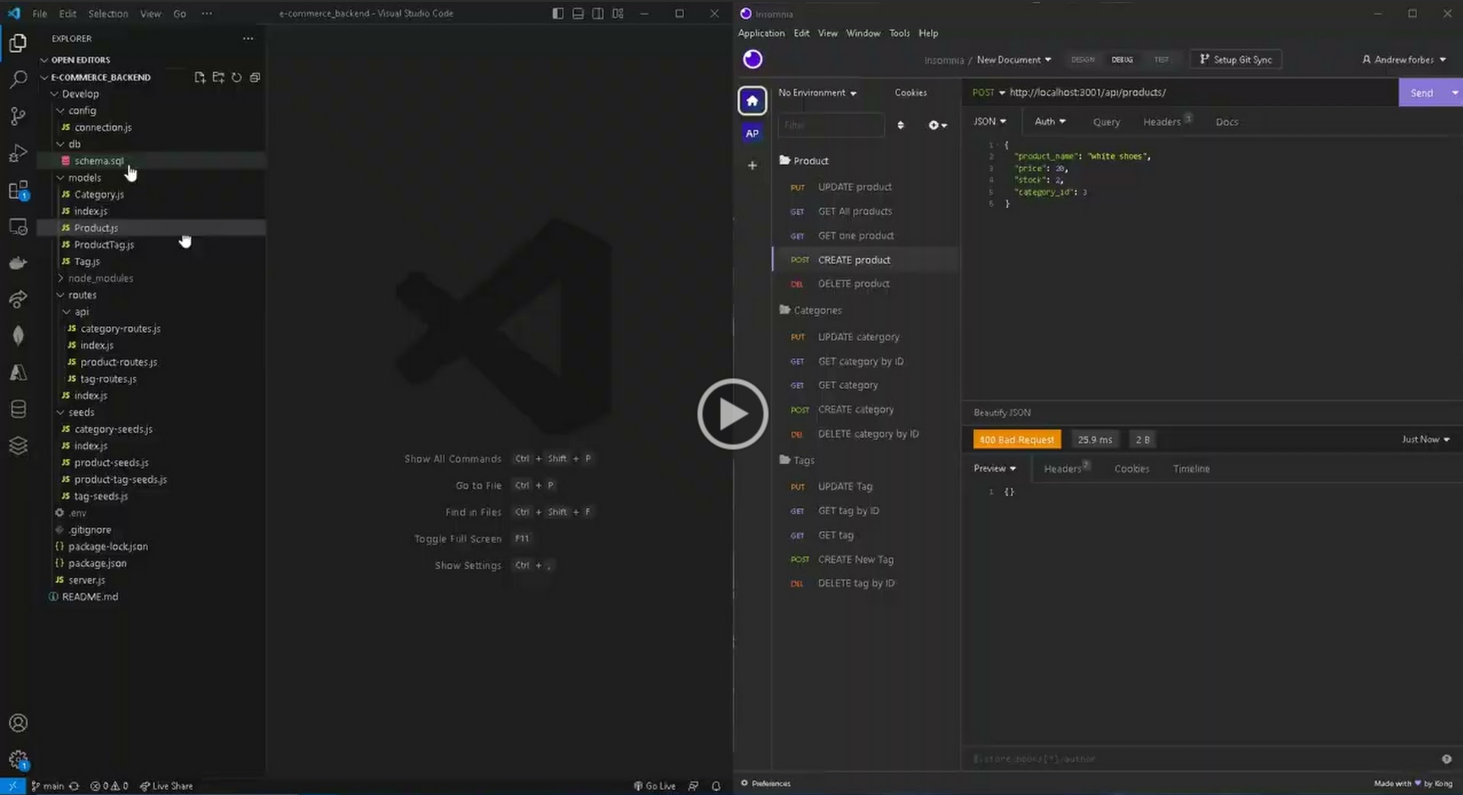 File Edit Selection View Go ··· e-commerce_backend - Visual Studio Code
EXPLORER ···
OPEN EDITORS
E-COMMERCE_BACKEND
Develop
config
JS connection.js
db
schema.sql
models
JS Category.js
JS index.js
JS Product.js
JS ProductTag.js
JS Tag.js
node_modules
routes
api
JS category-routes.js
JS index.js
JS product-routes.js
JS tag-routes.js
JS index.js
seeds
JS category-seeds.js
JS index.js
JS product-seeds.js
JS product-tag-seeds.js
JS tag-seeds.js
.env
.gitignore
{} package-lock.json
{} package.json
JS server.js
README.md
1
1
Show All Commands Ctrl + Shift + P
Go to File Ctrl + P
Find in Files Ctrl + Shift + F
Toggle Full Screen F11
Show Settings Ctrl + ,
main 0 0 Live Share Go Live
Insomnia
Application Edit View Window Tools Help
Insomnia / New Document DESIGN DEBUG TEST Setup Git Sync Andrew forbes
AP
No Environment Cookies
Filter
Product
PUT UPDATE product
GET GET All products
GET GET one product
POST CREATE product
DEL DELETE product
Categories
PUT UPDATE catergory
GET GET category by ID
GET GET category
POST CREATE category
DEL DELETE category by ID
Tags
PUT UPDATE Tag
GET GET tag by ID
GET GET tag
POST CREATE New Tag
DEL DELETE tag by ID
POST http://localhost:3001/api/products/ Send
JSON Auth Query Headers 1 Docs
1 {
2 "product_name": "white shoes",
3 "price": 20,
4 "stock": 2,
5 "category_id": 3
6 }
Beautify JSON
400 Bad Request 25.9 ms 2 B Just Now
Preview Headers 7 Cookies Timeline
1 {}
$.store.books[*].author
Preferences Made with ♥ by Kong